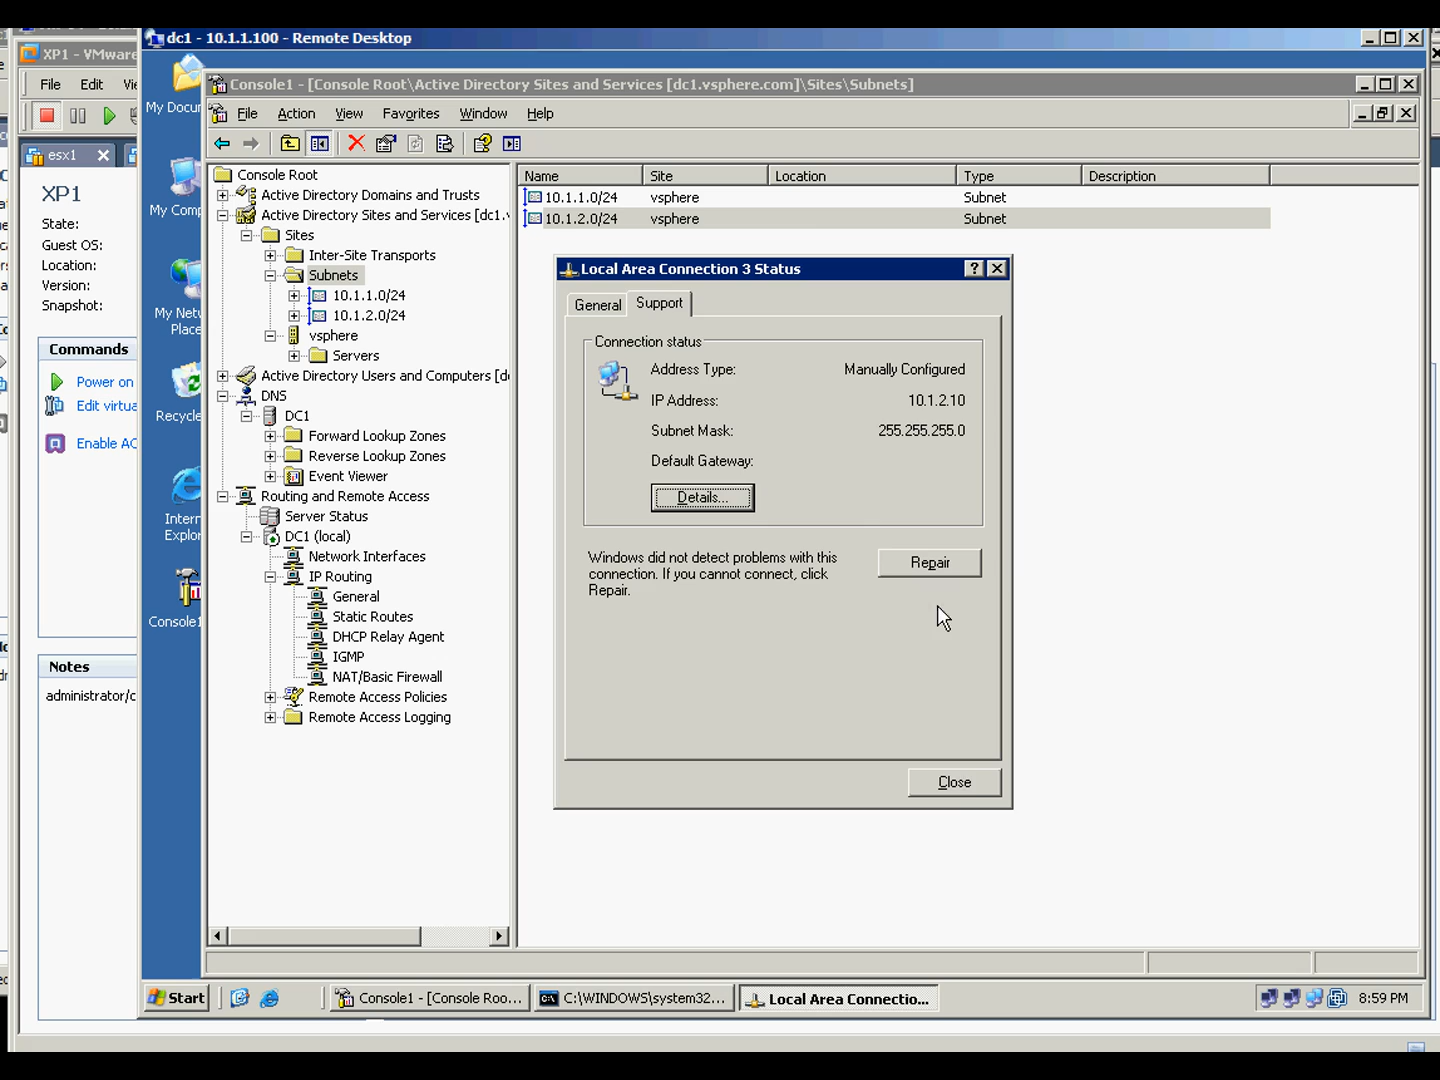 dc1 - 10.1.1.100 - Remote Desktop
XP1 - VMware
File Edit
esx1
XP1
State:
Guest OS:
Location:
Version:
Snapshot:
Commands
Power on
Edit virtua
Enable AC
Notes
administrator/c
My Docu
My Comp
My Netw
Place
Recycle
Intern
Explor
Console1
Console1 - [Console Root\Active Directory Sites and Services [dc1.vsphere.com]\Sites\Subnets]
File Action View Favorites Window Help
Console Root
Active Directory Domains and Trusts
Active Directory Sites and Services [dc1.v
Sites
Inter-Site Transports
Subnets
10.1.1.0/24
10.1.2.0/24
vsphere
Servers
Active Directory Users and Computers [dc
DNS
DC1
Forward Lookup Zones
Reverse Lookup Zones
Event Viewer
Routing and Remote Access
Server Status
DC1 (local)
Network Interfaces
IP Routing
General
Static Routes
DHCP Relay Agent
IGMP
NAT/Basic Firewall
Remote Access Policies
Remote Access Logging
Name Site Location Type Description
10.1.1.0/24 vsphere Subnet
10.1.2.0/24 vsphere Subnet
Local Area Connection 3 Status
General Support
Connection status
Address Type: Manually Configured
IP Address: 10.1.2.10
Subnet Mask: 255.255.255.0
Default Gateway:
Details...
Windows did not detect problems with this
connection. If you cannot connect, click
Repair.
Repair
Close
Start
Console1 - [Console Roo...
C:\WINDOWS\system32...
Local Area Connectio...
8:59 PM